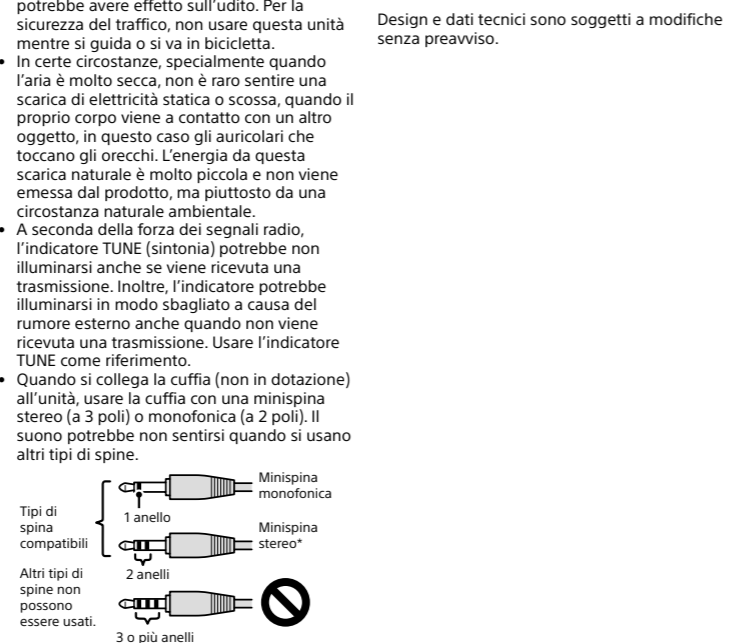 potrebbe avere effetto sull’udito. Per la
sicurezza del traffico, non usare questa unità
mentre si guida o si va in bicicletta.
• In certe circostanze, specialmente quando
l’aria è molto secca, non è raro sentire una
scarica di elettricità statica o scossa, quando il
proprio corpo viene a contatto con un altro
oggetto, in questo caso gli auricolari che
toccano gli orecchi. L’energia da questa
scarica naturale è molto piccola e non viene
emessa dal prodotto, ma piuttosto da una
circostanza naturale ambientale.
• A seconda della forza dei segnali radio,
l’indicatore TUNE (sintonia) potrebbe non
illuminarsi anche se viene ricevuta una
trasmissione. Inoltre, l’indicatore potrebbe
illuminarsi in modo sbagliato a causa del
rumore esterno anche quando non viene
ricevuta una trasmissione. Usare l’indicatore
TUNE come riferimento.
• Quando si collega la cuffia (non in dotazione)
all’unità, usare la cuffia con una minispina
stereo (a 3 poli) o monofonica (a 2 poli). Il
suono potrebbe non sentirsi quando si usano
altri tipi di spine.
Tipi di
spina
compatibili
Minispina
monofonica
1 anello
Minispina
stereo*
2 anelli
Altri tipi di
spine non
possono
essere usati.
3 o più anelli
Design e dati tecnici sono soggetti a modifiche
senza preavviso.